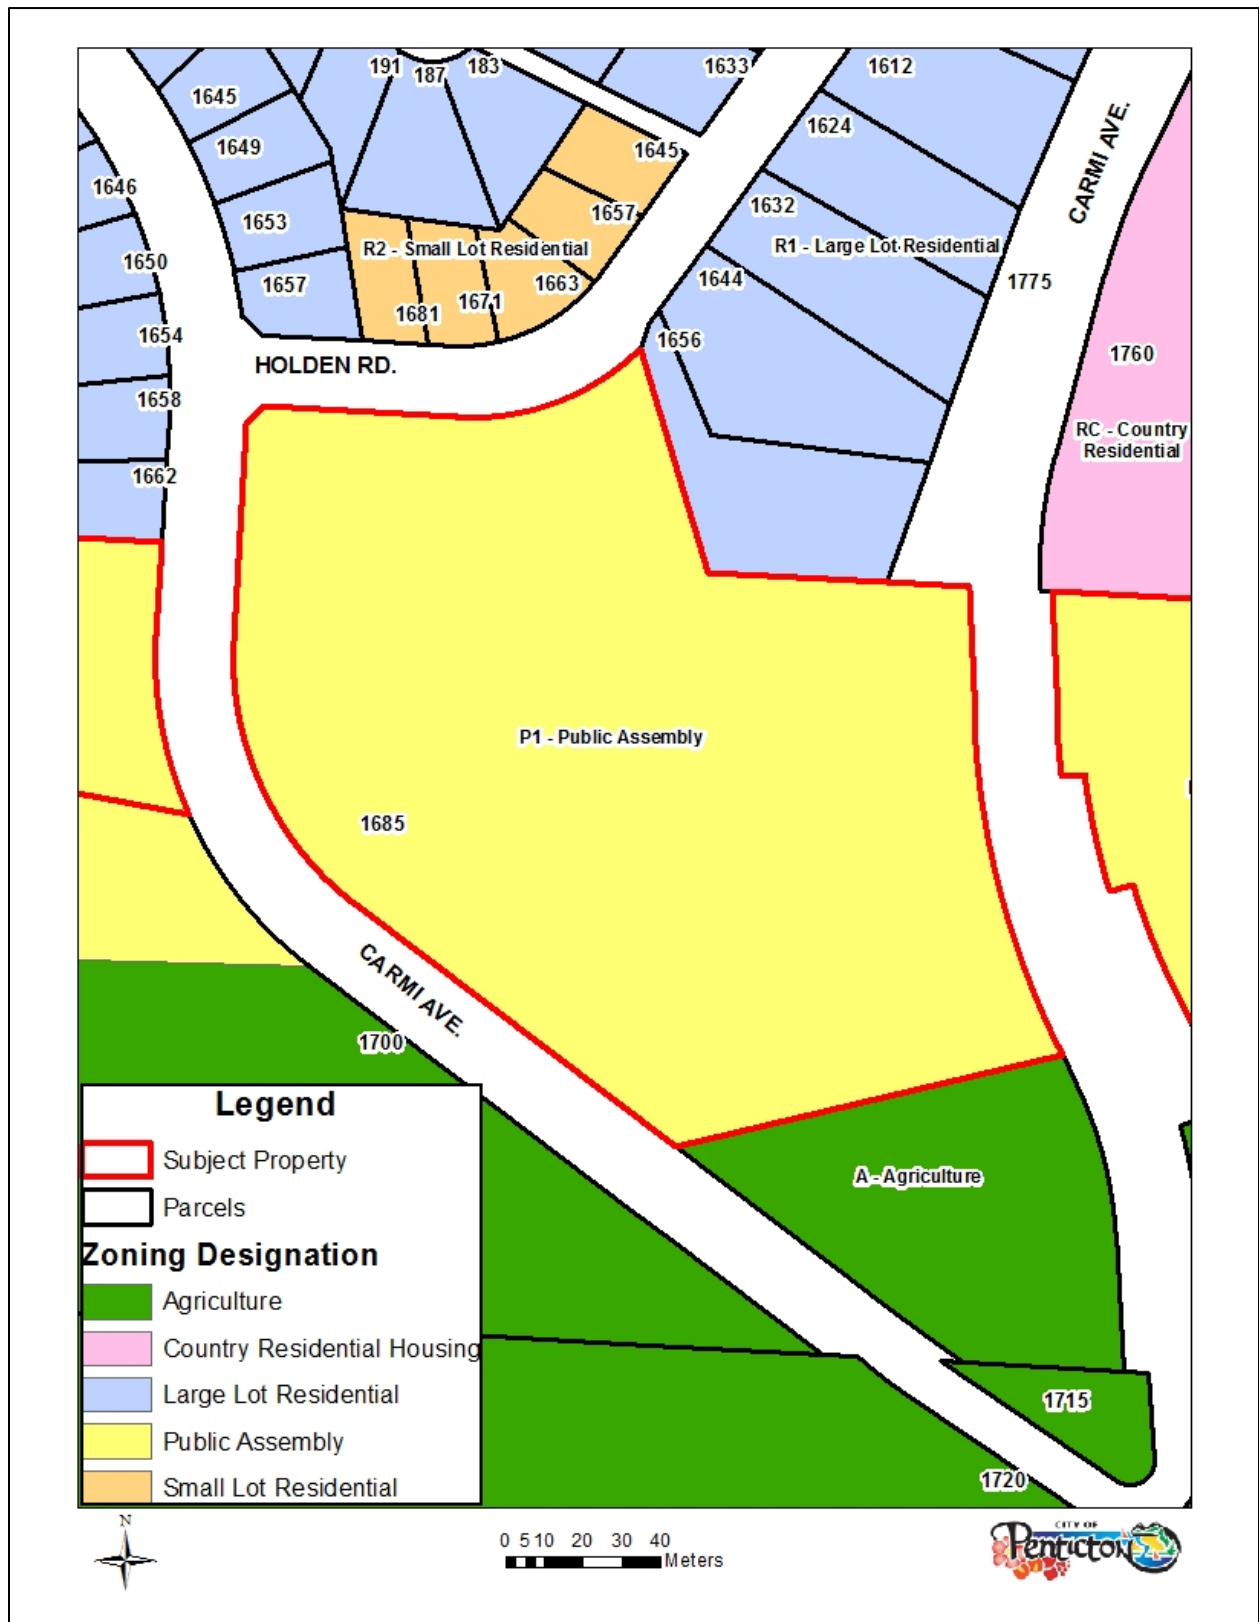 191
187
183
1633
1612
1645
1624
CARMI AVE.
1649
1645
1646
1657
1632
1653
R2 - Small Lot Residential
R1 - Large Lot Residential
1650
1657
1663
1644
1775
1681
1671
1654
1656
HOLDEN RD.
1760
1658
RC - Country
Residential
1662
P1 - Public Assembly
1685
CARMI AVE.
1700
Legend
Subject Property
Parcels
Zoning Designation
Agriculture
Country Residential Housing
Large Lot Residential
Public Assembly
Small Lot Residential
A - Agriculture
1715
1720
N
0 5 10 20 30 40
Meters
CITY OF
Penticton